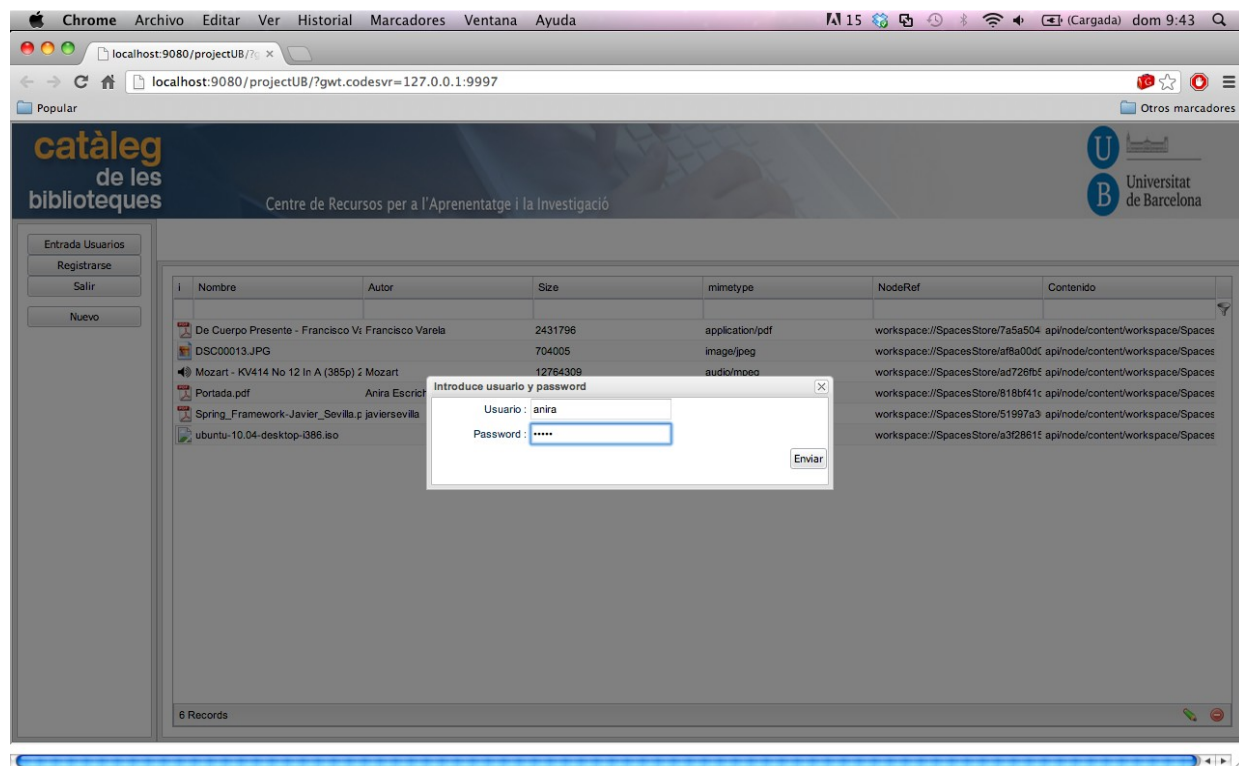 Chrome Archivo Editar Ver Historial Marcadores Ventana Ayuda 15 (Cargada) dom 9:43
localhost:9080/projectUB/?g
localhost:9080/projectUB/?gwt.codesvr=127.0.0.1:9997
Popular Otros marcadores
catàleg
de les
biblioteques
Centre de Recursos per a l'Aprenentatge i la Investigació
U
B
Universitat
de Barcelona
Entrada Usuarios
Registrarse
Salir
Nuevo
i Nombre Autor Size mimetype NodeRef Contenido
De Cuerpo Presente - Francisco Va Francisco Varela 2431796 application/pdf workspace://SpacesStore/7a5a504 api/node/content/workspace/Spaces
DSC00013.JPG 704005 image/jpeg workspace://SpacesStore/af8a00d api/node/content/workspace/Spaces
Mozart - KV414 No 12 In A (385p) 2 Mozart 12764309 audio/mpeg workspace://SpacesStore/ad726fb api/node/content/workspace/Spaces
Portada.pdf Anira Escrich workspace://SpacesStore/818bf41c api/node/content/workspace/Spaces
Spring_Framework-Javier_Sevilla.p javiersevilla workspace://SpacesStore/51997a3 api/node/content/workspace/Spaces
ubuntu-10.04-desktop-i386.iso workspace://SpacesStore/a3f2861 api/node/content/workspace/Spaces
Introduce usuario y password
Usuario : anira
Password : •••••
Enviar
6 Records